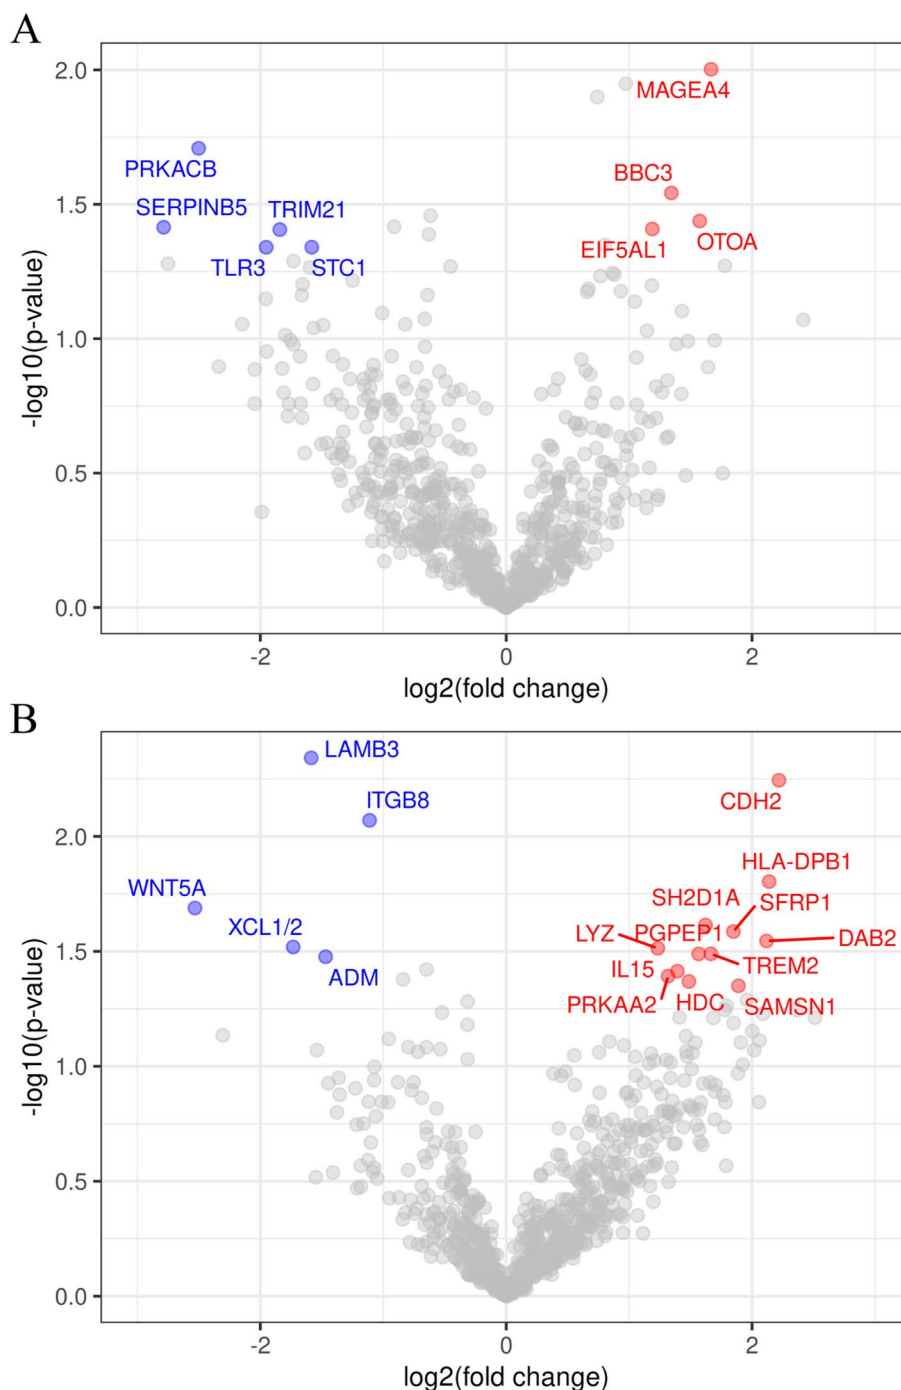 A
2.0
MAGEA4
PRKACB
BBC3
1.5
SERPINB5
TRIM21
EIF5AL1
OTOA
TLR3
STC1
1.0
-log10(p-value)
0.5
0.0
-2
0
2
log2(fold change)
B
LAMB3
CDH2
ITGB8
2.0
HLA-DPB1
WNT5A
SH2D1A
SFRP1
XCL1/2
LYZ
PGPEP1
DAB2
1.5
ADM
IL15
TREM2
PRKAA2
HDC
SAMSN1
1.0
-log10(p-value)
0.5
0.0
-2
0
2
log2(fold change)